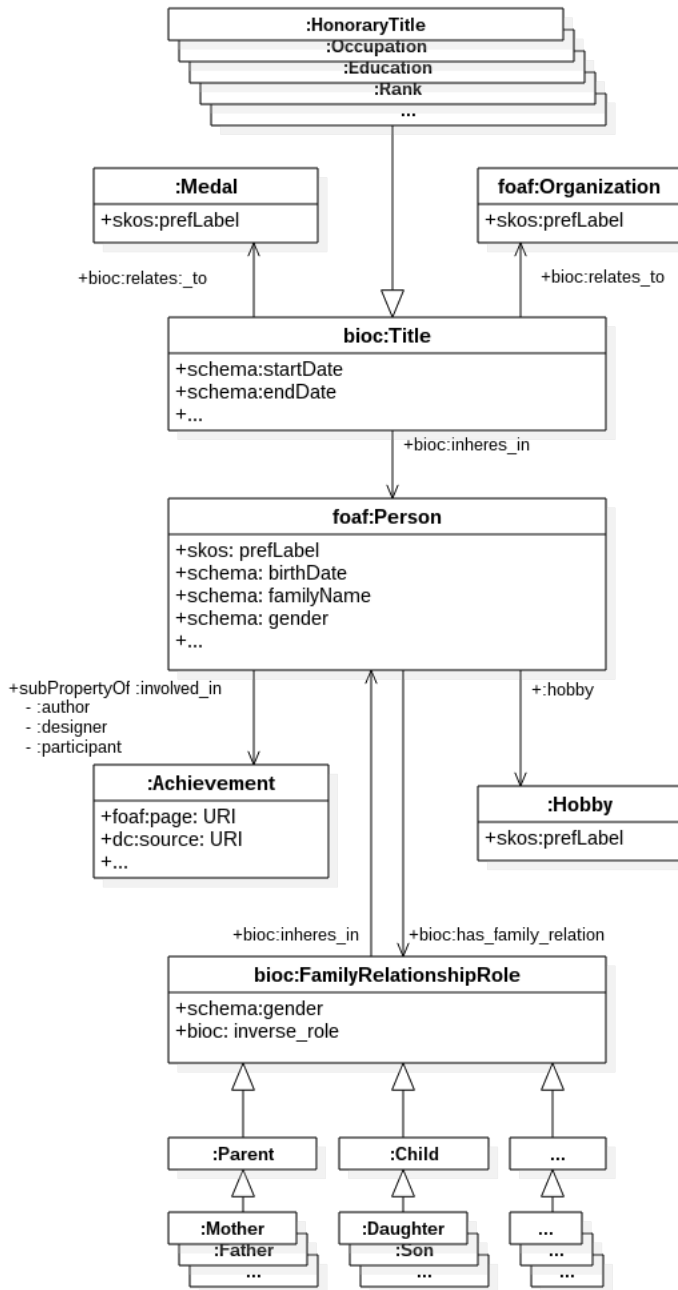 :HonoraryTitle
:Occupation
:Education
:Rank
...
:Medal
+skos:prefLabel
foaf:Organization
+skos:prefLabel
+bioc:relates:_to
+bioc:relates_to
bioc:Title
+schema:startDate
+schema:endDate
+...
+bioc:inheres_in
foaf:Person
+skos: prefLabel
+schema: birthDate
+schema: familyName
+schema: gender
+...
+subPropertyOf :involved_in
- :author
- :designer
- :participant
+:hobby
:Achievement
+foaf:page: URI
+dc:source: URI
+...
:Hobby
+skos:prefLabel
+bioc:inheres_in
+bioc:has_family_relation
bioc:FamilyRelationshipRole
+schema:gender
+bioc: inverse_role
:Parent
:Child
...
:Mother
:Father
...
:Daughter
:Son
...
...
...
...